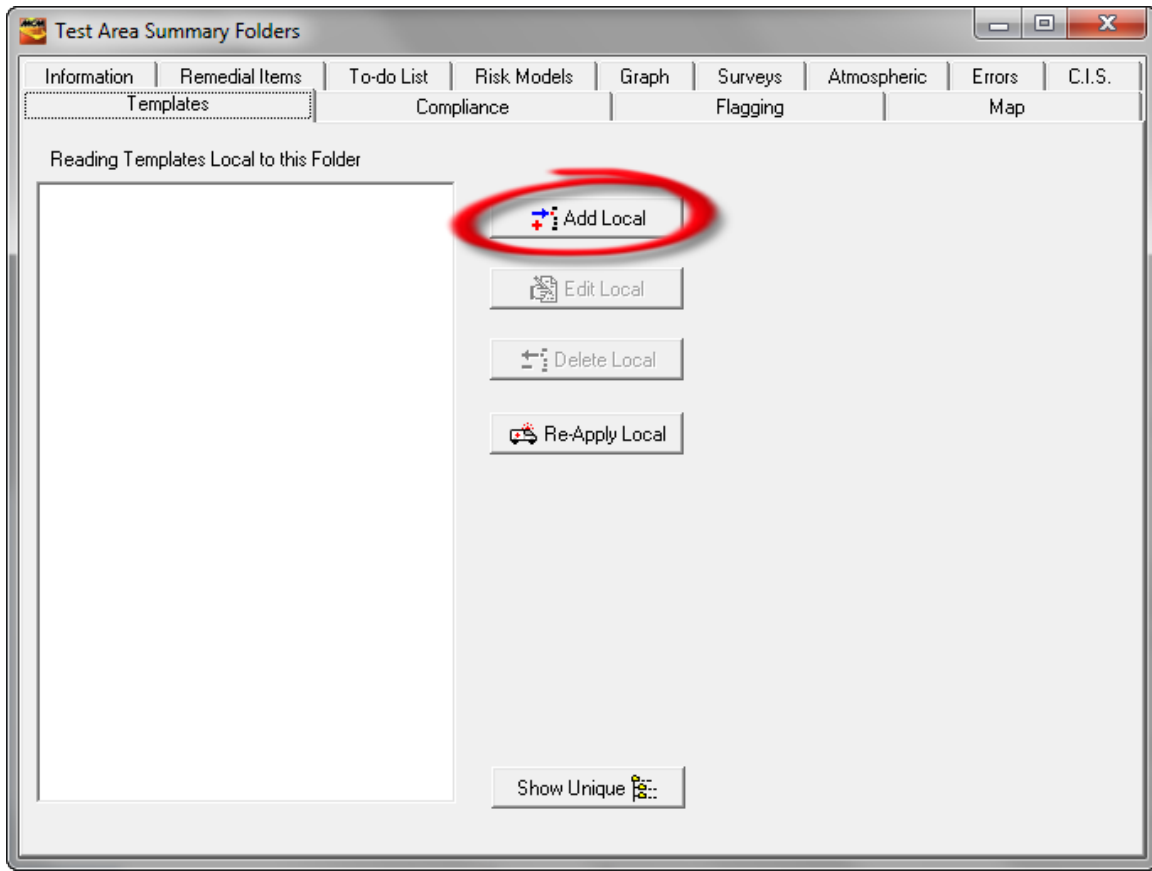 MCM
Test Area Summary Folders
Information Remedial Items To-do List Risk Models Graph Surveys Atmospheric Errors C.I.S.
Templates Compliance Flagging Map
Reading Templates Local to this Folder
Add Local
Edit Local
Delete Local
Re-Apply Local
Show Unique